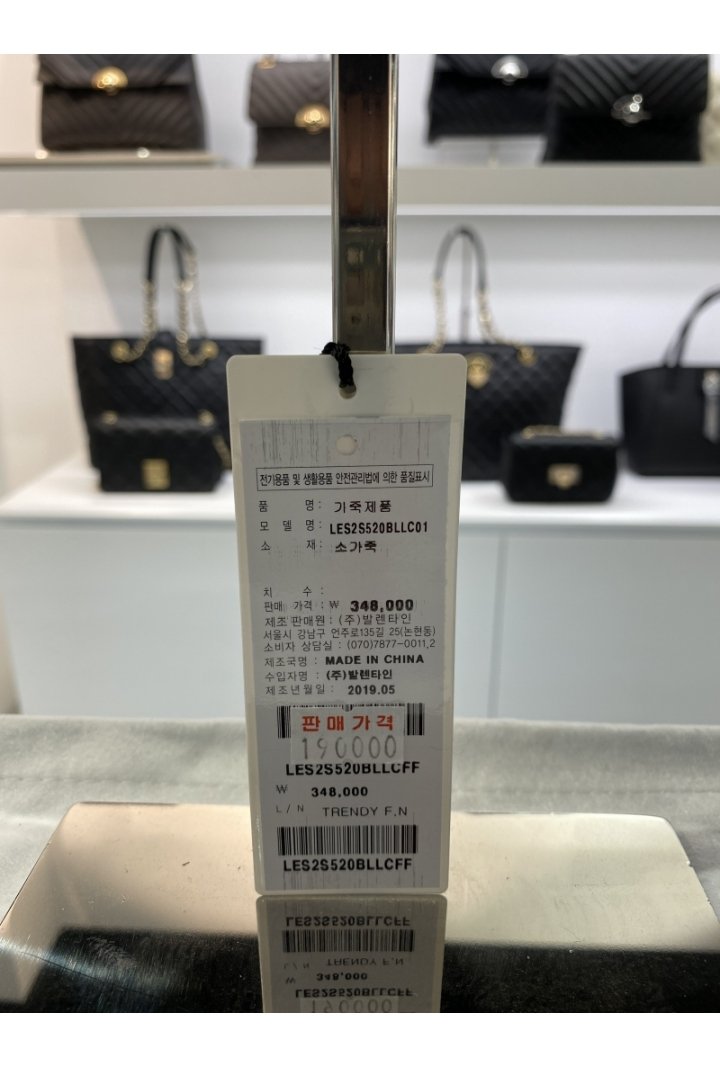 전기용품 및 생활용품 안전관리법에 의한 품질표시
품 명 : 가죽제품
모 델 명 : LES2S520BLLC01
소 재 : 소가죽
치 수 :
판매 가격 : ₩ 348,000
제조 판매원 : (주)발렌타인
서울시 강남구 언주로135길 25(논현동)
소비자 상담실 : (070)7877-0011,2
제조국명 : MADE IN CHINA
수입자명 : (주)발렌타인
제조년월일 : 2019.05
판매가격
190000
LES2S520BLLCFF
₩ 348,000
L/N TRENDY F,N
LES2S520BLLCFF